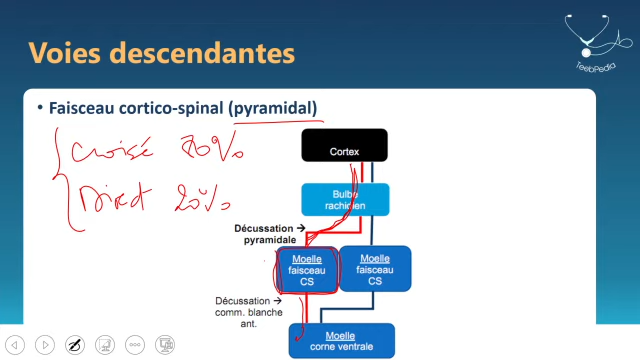 Voies descendantes
TeebPedia
• Faisceau cortico-spinal (pyramidal)
Croisé 80%
Direct 20%
Cortex
Bulbe
rachidien
Décussation →
pyramidale
Moelle
faisceau
CS
Moelle
faisceau
CS
Décussation →
comm. blanche
ant.
Moelle
corne ventrale